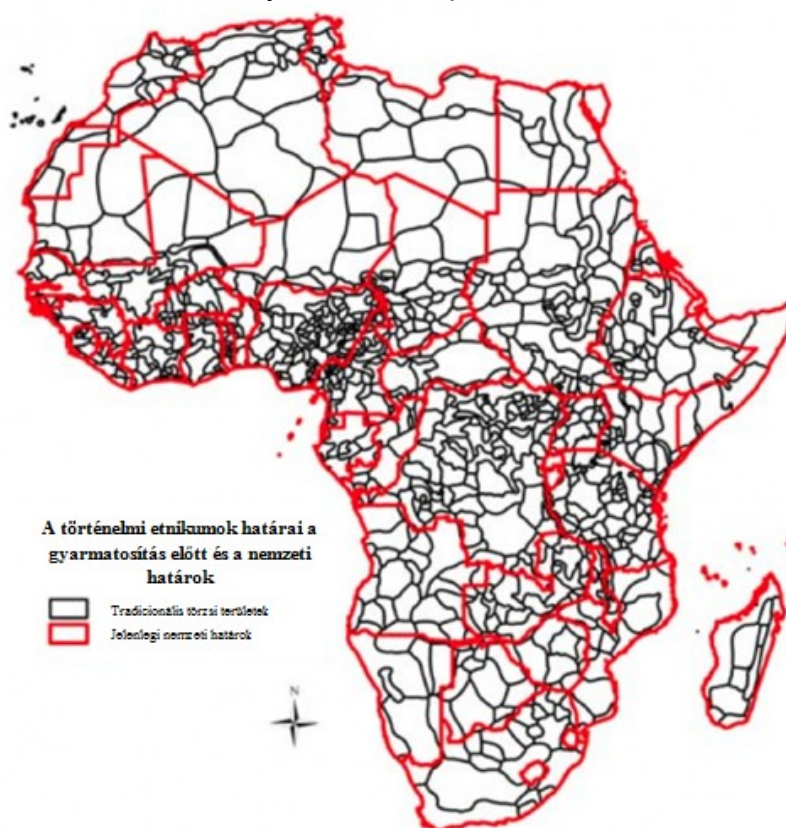 A történelmi etnikumok határai a
gyarmatosítás előtt és a nemzeti
határok
Tradicionális törzsi területek
Jelenlegi nemzeti határok
N